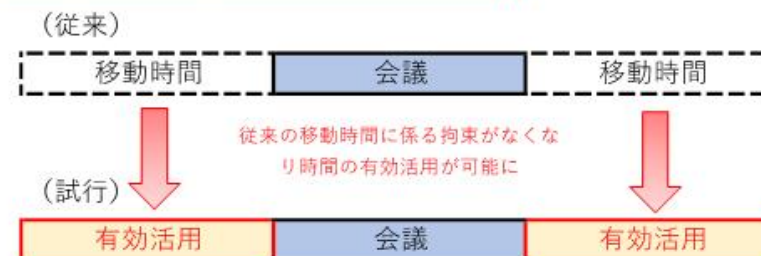 （従来）
移動時間 会議 移動時間
従来の移動時間に係る拘束がなくな
り時間の有効活用が可能に
（試行）
有効活用 会議 有効活用